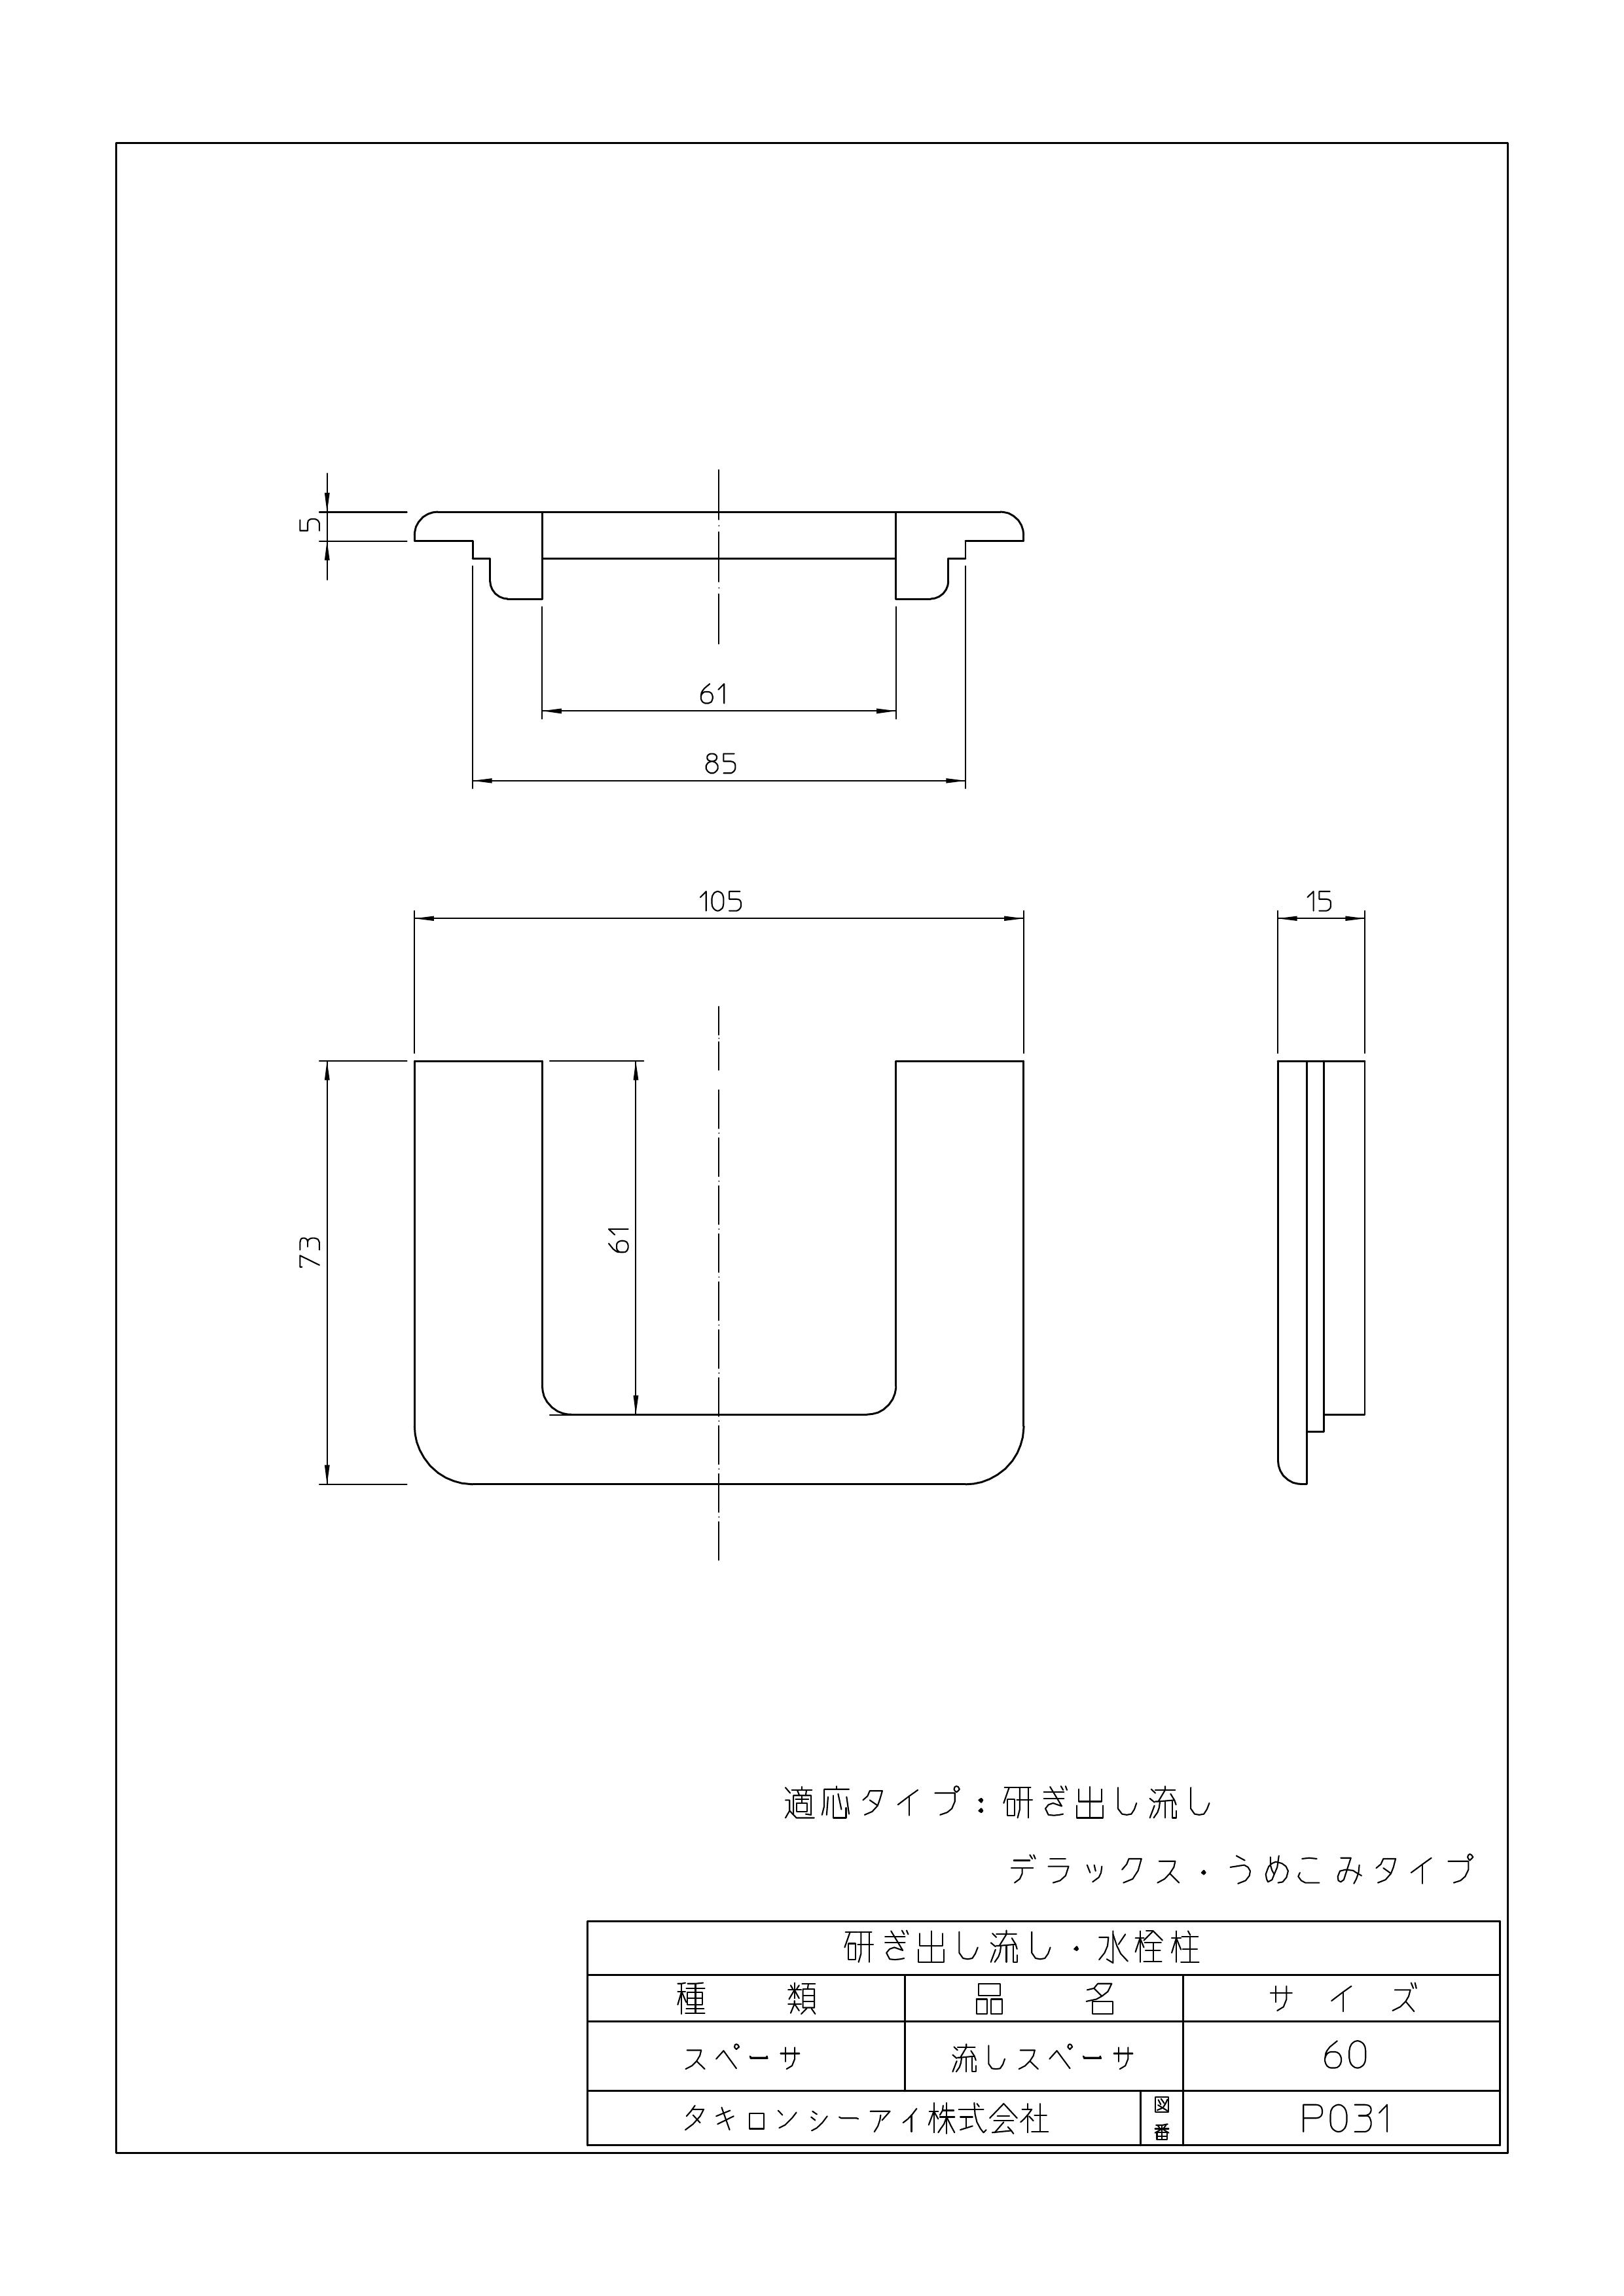 5
61
85
105
15
73
61
適応タイプ：研ぎ出し流し
デラックス・うめこみタイプ
研ぎ出し流し・水栓柱
種類 品名 サイズ
スペーサ 流しスペーサ 60
タキロンシーアイ株式会社 図番 P031